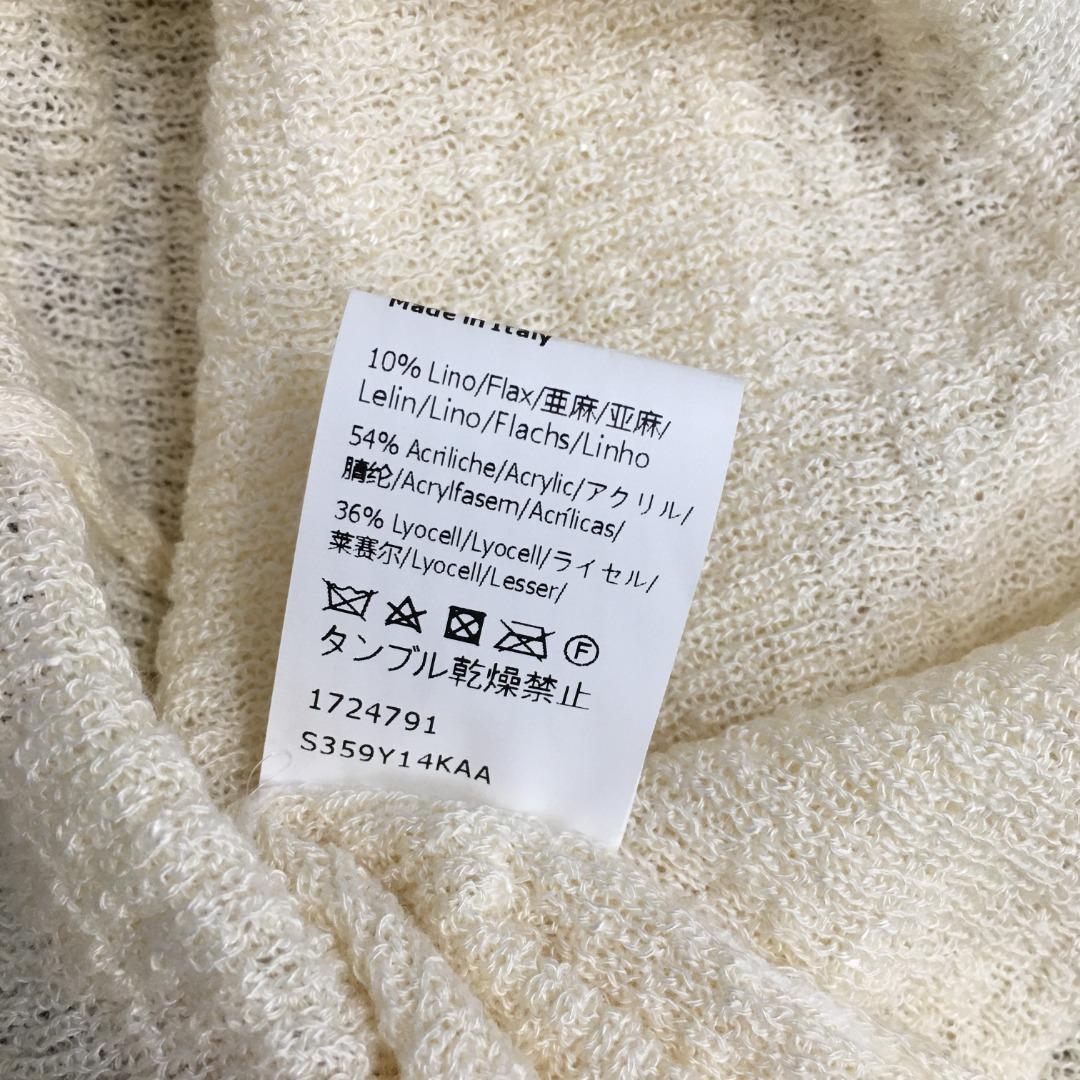 Made in Italy
10% Lino/Flax/亜麻/亚麻/
Lelin/Lino/Flachs/Linho
54% Acriliche/Acrylic/アクリル/
腈纶/Acrylfasern/Acrílicas/
36% Lyocell/Lyocell/ライセル/
莱赛尔/Lyocell/Lesser/
F
タンブル乾燥禁止
1724791
S359Y14KAA